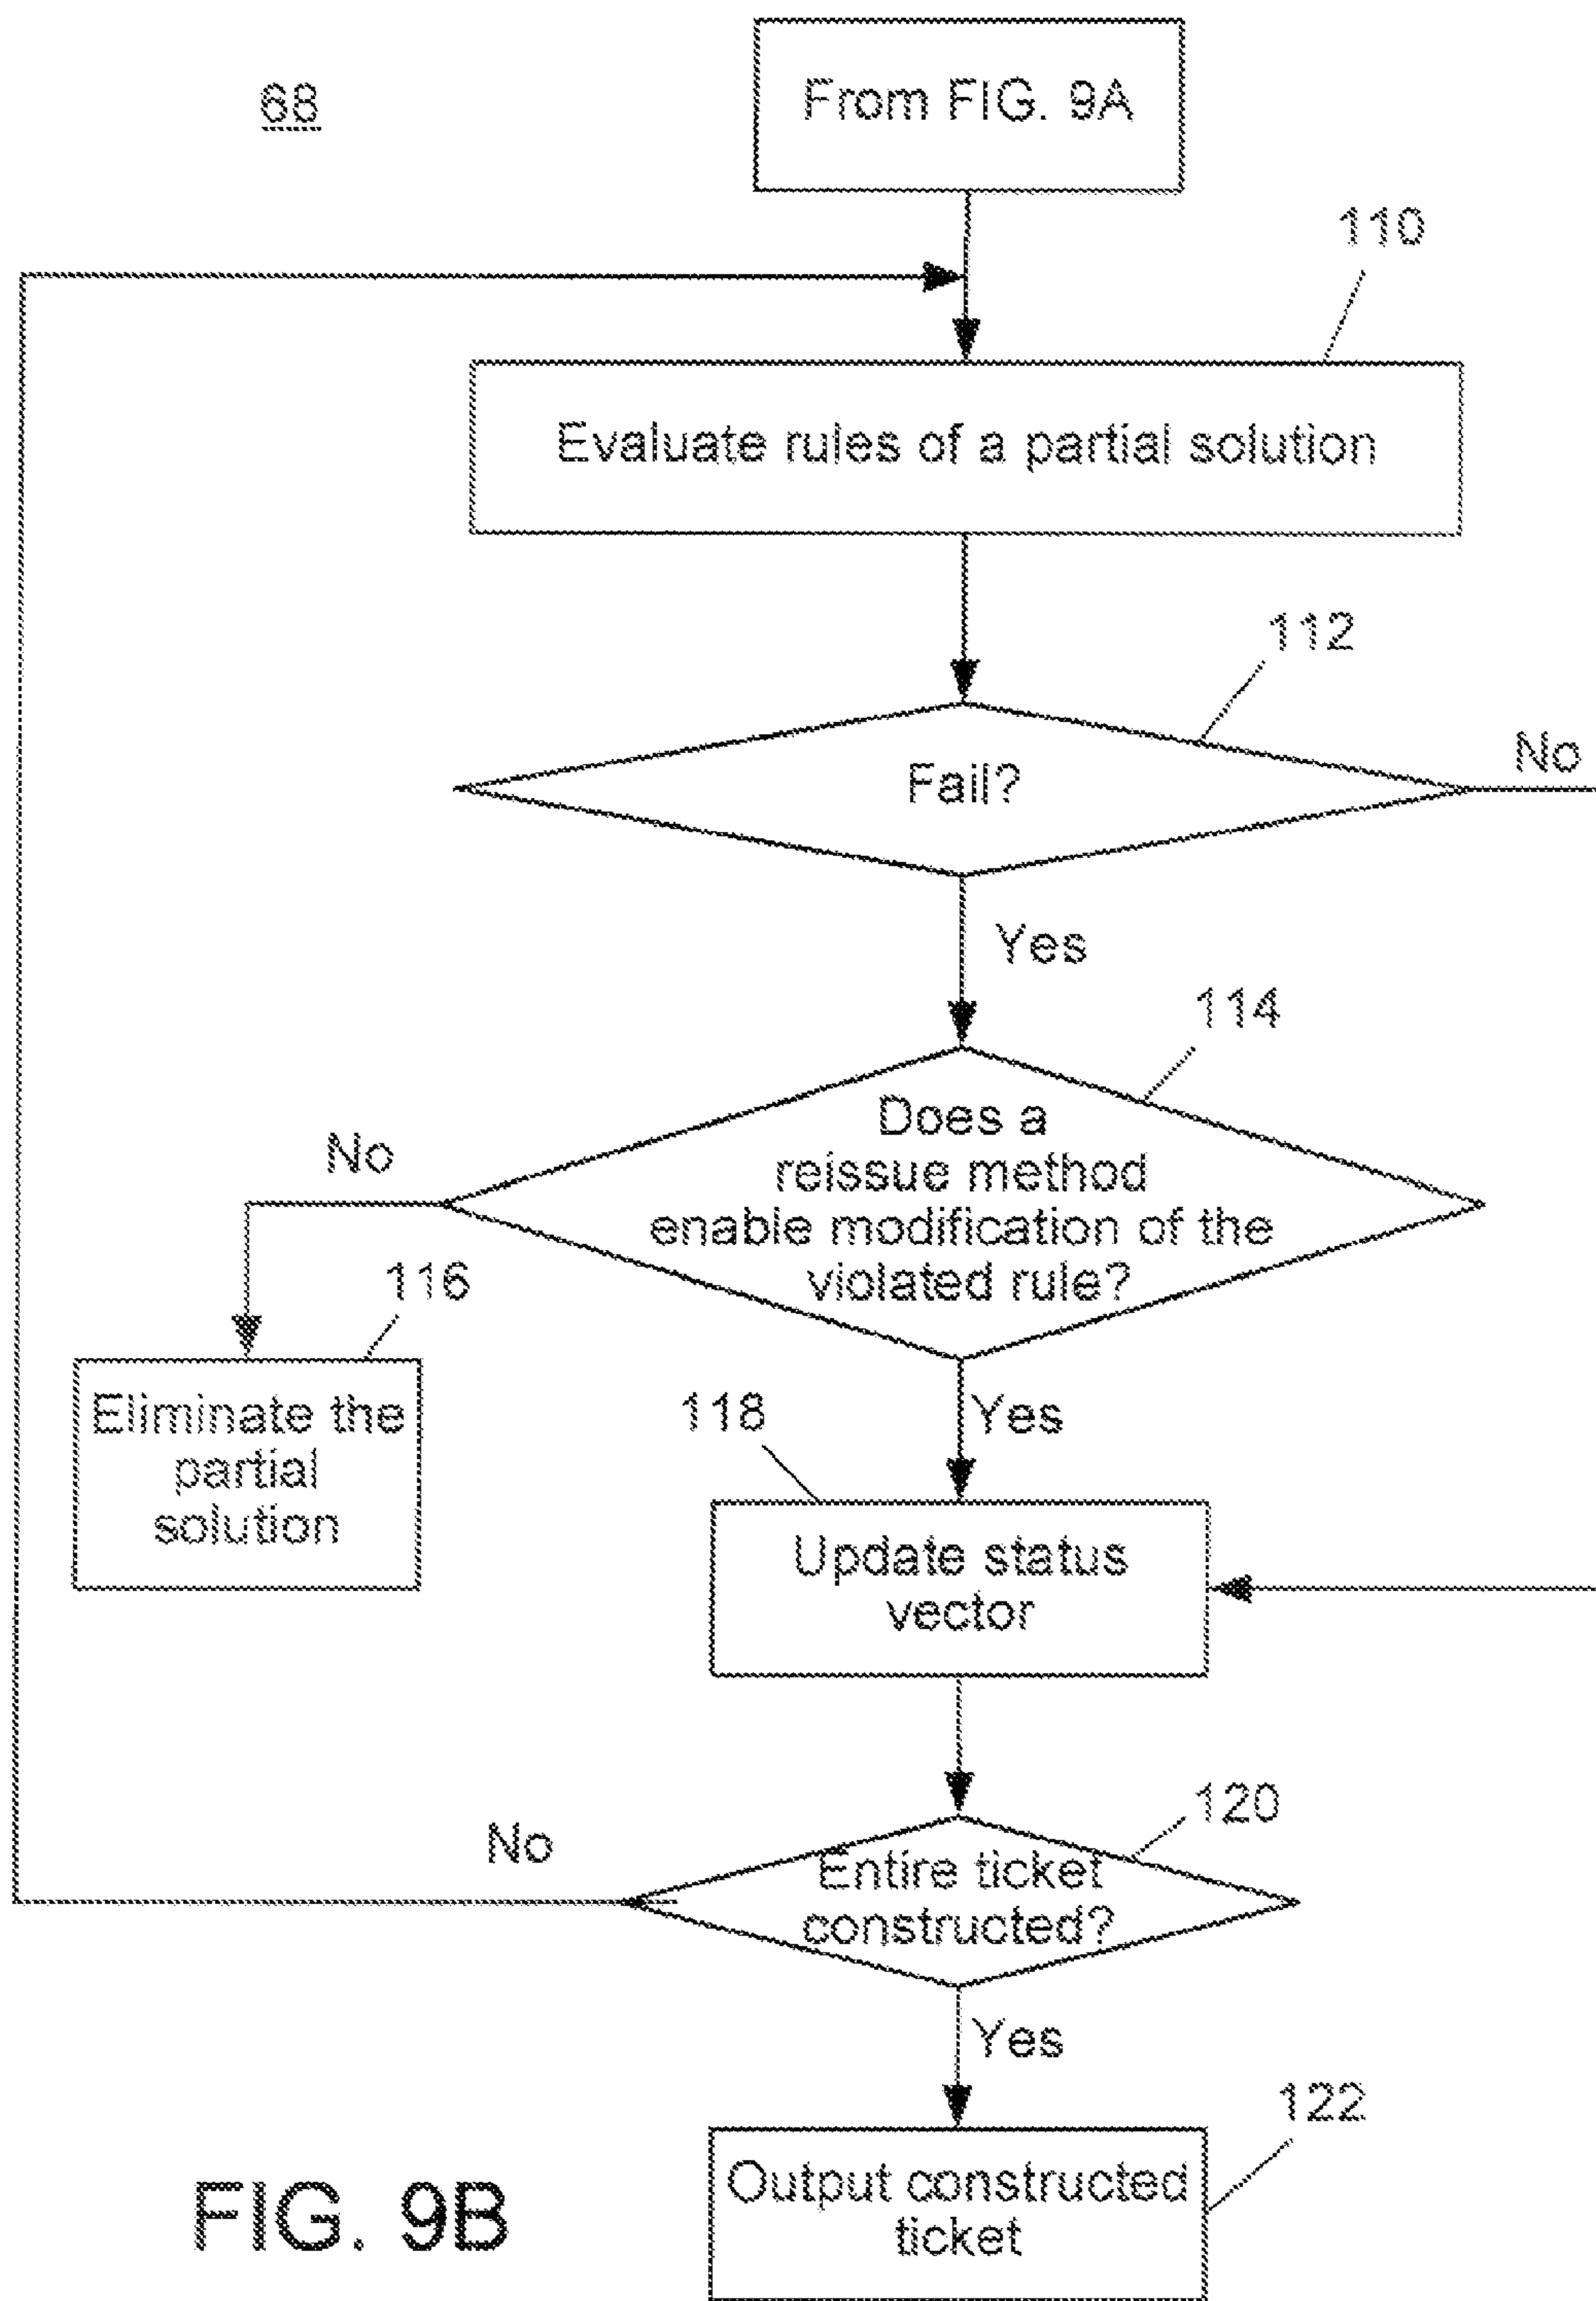 From FIG. 9A
68
110
Evaluate rules of a partial solution
112
Fail?
No
Yes
114
Does a
reissue method
enable modification of the
violated rule?
No
116
Eliminate the
partial
solution
Yes
118
Update status
vector
120
Entire ticket
constructed?
No
Yes
122
Output constructed
ticket
FIG. 9B